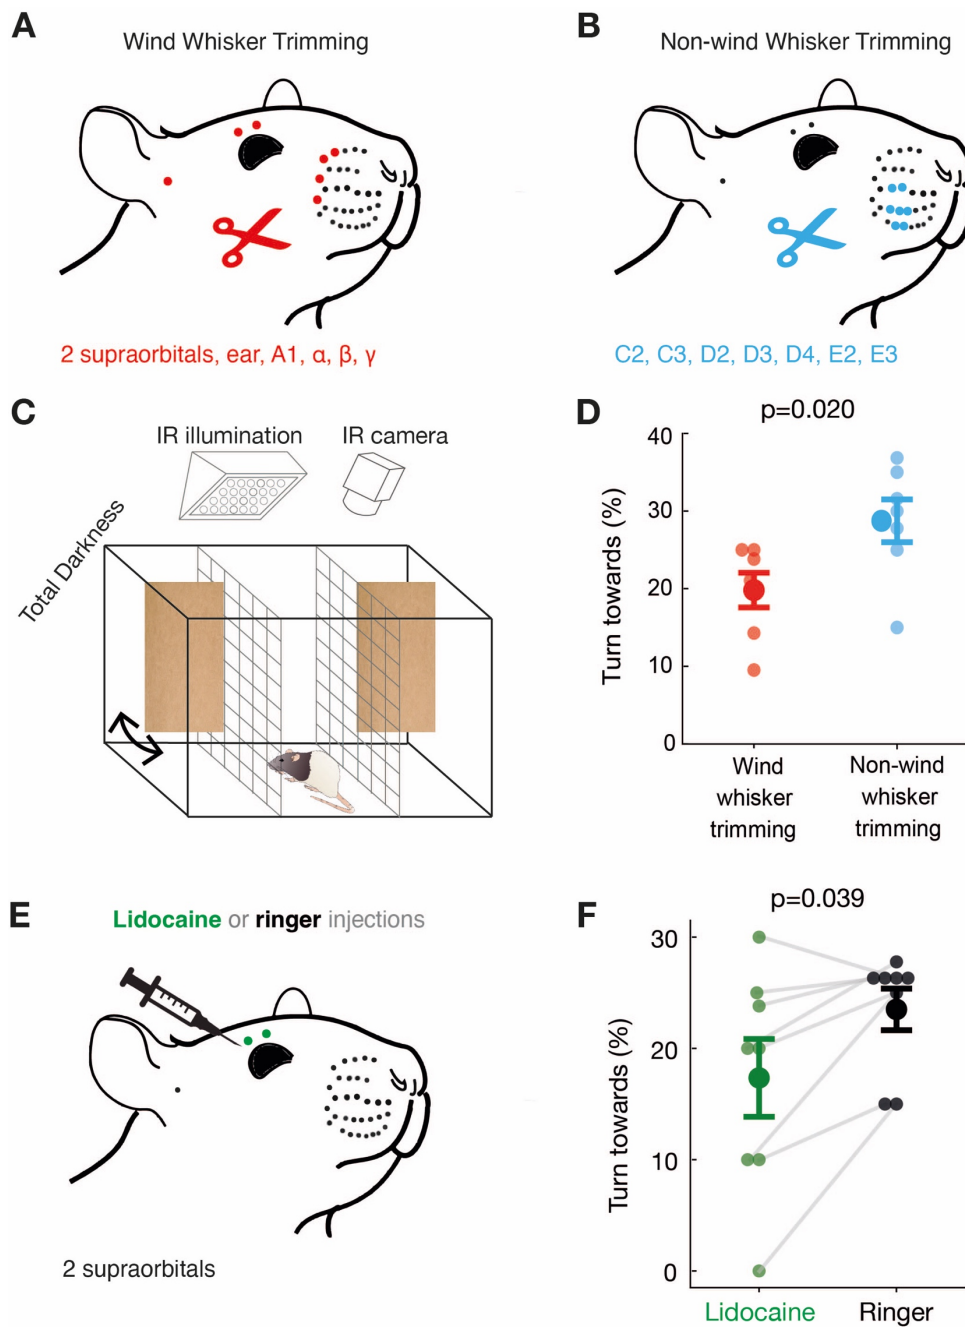 A
Wind Whisker Trimming
2 supraorbitals, ear, A1, α, β, γ
B
Non-wind Whisker Trimming
C2, C3, D2, D3, D4, E2, E3
C
IR illumination
IR camera
Total Darkness
D
p=0.020
Turn towards (%)
40
30
20
10
0
Wind
whisker
trimming
Non-wind
whisker
trimming
E
Lidocaine or ringer injections
2 supraorbitals
F
p=0.039
Turn towards (%)
30
20
10
0
Lidocaine
Ringer